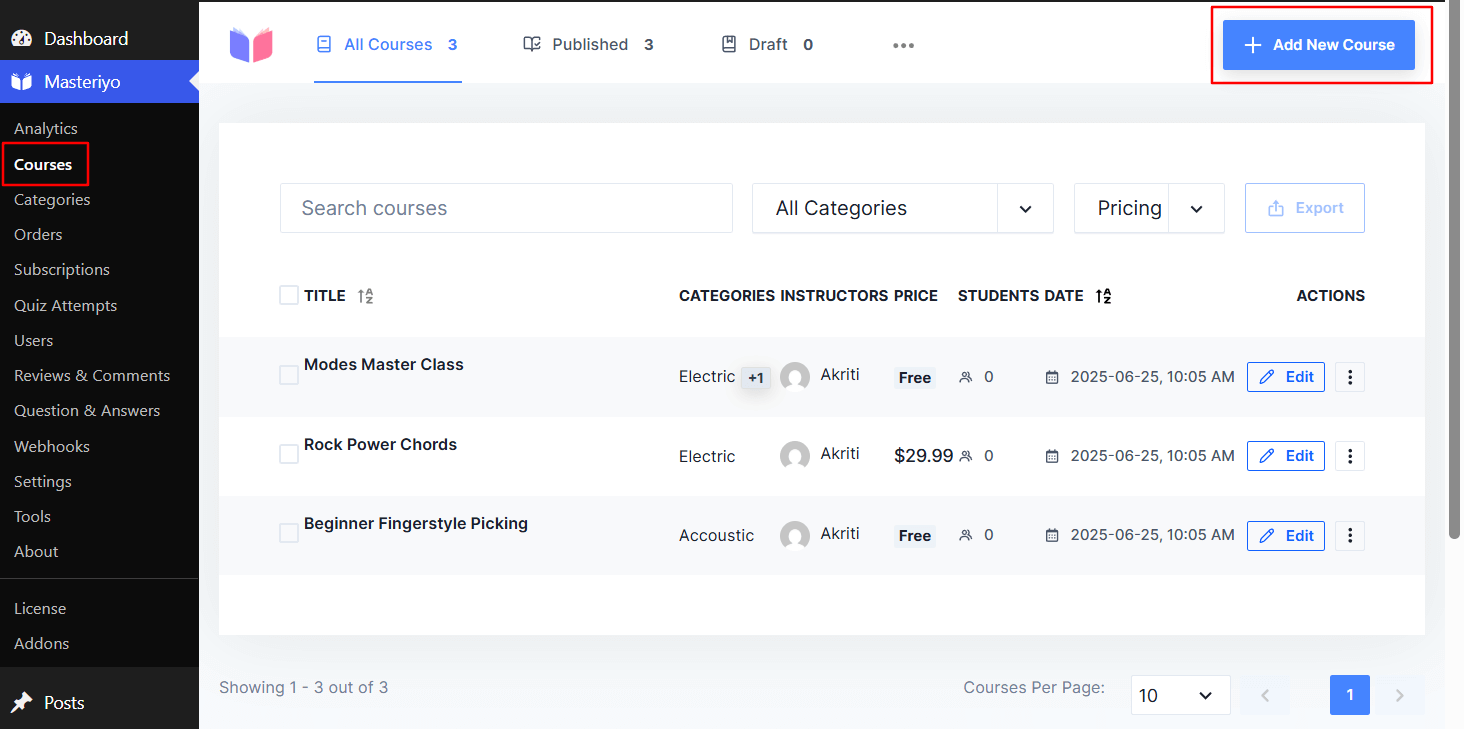 Dashboard
Masteriyo
Analytics
Courses
Categories
Orders
Subscriptions
Quiz Attempts
Users
Reviews & Comments
Question & Answers
Webhooks
Settings
Tools
About
License
Addons
Posts
All Courses 3 Published 3 Draft 0 •••
+ Add New Course
Search courses All Categories Pricing Export
TITLE CATEGORIES INSTRUCTORS PRICE STUDENTS DATE ACTIONS
Modes Master Class Electric +1 Akriti Free 0 2025-06-25, 10:05 AM Edit
Rock Power Chords Electric Akriti $29.99 0 2025-06-25, 10:05 AM Edit
Beginner Fingerstyle Picking Accoustic Akriti Free 0 2025-06-25, 10:05 AM Edit
Showing 1 - 3 out of 3 Courses Per Page: 10 1